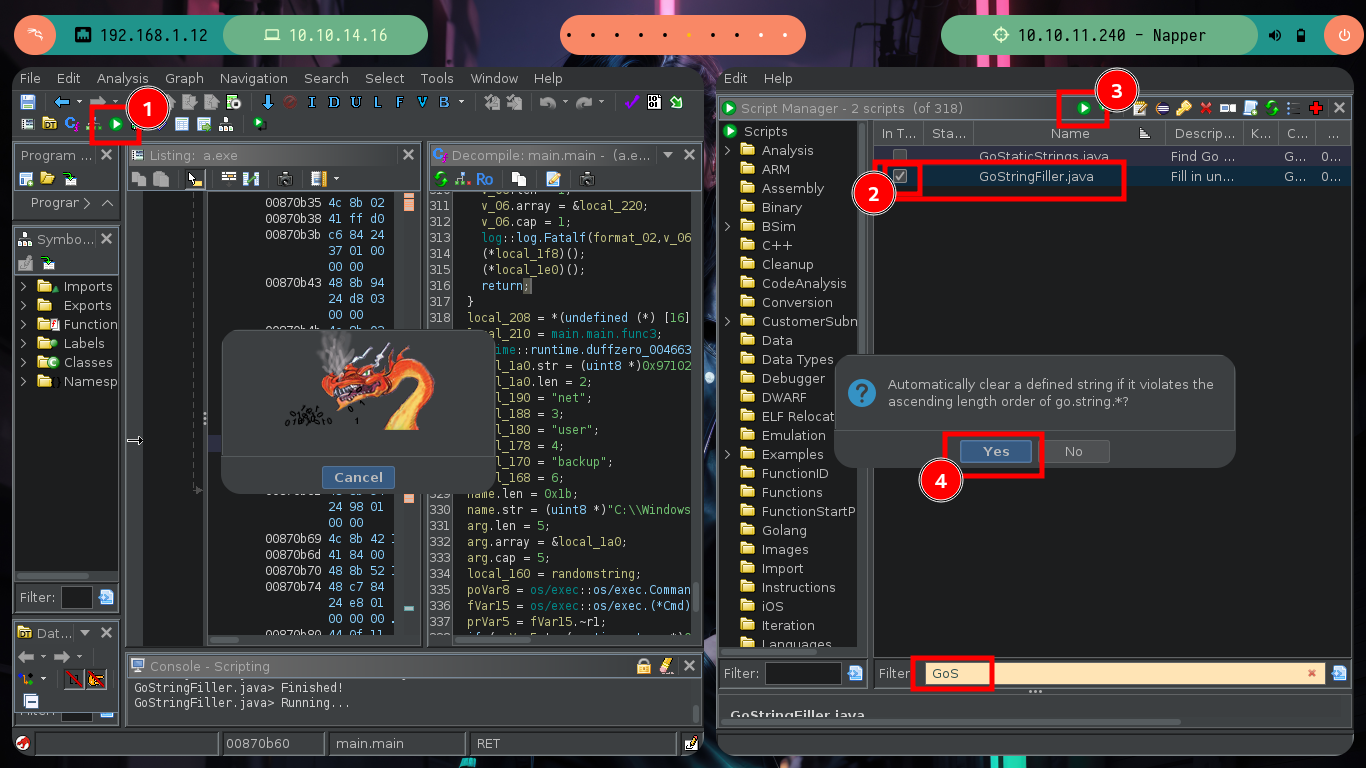 192.168.1.12 10.10.14.16 10.10.11.240 – Napper
File Edit Analysis Graph Navigation Search Select Tools Window Help
1
I D U L F V B
Program ...
Program
Symbo...
Imports
Exports
Function
Labels
Classes
Namesp
Filter:
Dat...
Listing: a.exe
00870b35 4c 8b 02
00870b38 41 ff d0
00870b3b c6 84 24
37 01 00
00 00
00870b43 48 8b 94
24 d8 03
00 00
24 98 01
00 00
00870b69 4c 8b 42
00870b6d 41 84 00
00870b70 48 8b 52
00870b74 48 c7 84
24 e8 01
00 00 00
Decompile: main.main - (a.e...
311 v_06.array = &local_220;
312 v_06.cap = 1;
313 log::log.Fatalf(format_02,v_06
314 (*local_1f8)();
315 (*local_1e0)();
316 return;
317 }
318 local_208 = *(undefined (*) [16]
local_210 = main.main.func3;
time::runtime.duffzero_004663
l_1a0.str = (uint8 *)0x97102
l_1a0.len = 2;
l_190 = "net";
l_188 = 3;
l_180 = "user";
l_178 = 4;
l_170 = "backup";
l_168 = 6;
329 name.len = 0x1b;
330 name.str = (uint8 *)"C:\\Windows
331 arg.len = 5;
332 arg.array = &local_1a0;
333 arg.cap = 5;
334 local_160 = randomstring;
335 poVar8 = os/exec::os/exec.Comman
336 fVar15 = os/exec::os/exec.(*Cmd)
337 prVar5 = fVar15.~r1;
Cancel
Console - Scripting
GoStringFiller.java> Finished!
GoStringFiller.java> Running...
00870b60 main.main RET
Edit Help
3
Script Manager - 2 scripts (of 318)
Scripts
Analysis
ARM
Assembly
Binary
BSim
C++
Cleanup
CodeAnalysis
Conversion
CustomerSubm
Data
Data Types
Debugger
DWARF
ELF Relocat
Emulation
Examples
FunctionID
Functions
FunctionStartP
Golang
Images
Import
Instructions
iOS
Iteration
Languages
Filter:
In T... Sta... Name Descrip... K... C... ...
GoStaticStrings.java Find Go ... G... 0...
2
GoStringFiller.java Fill in un... G... 0...
Automatically clear a defined string if it violates the
ascending length order of go.string.*?
Yes No
4
Filter GoS
GoStringFiller.java